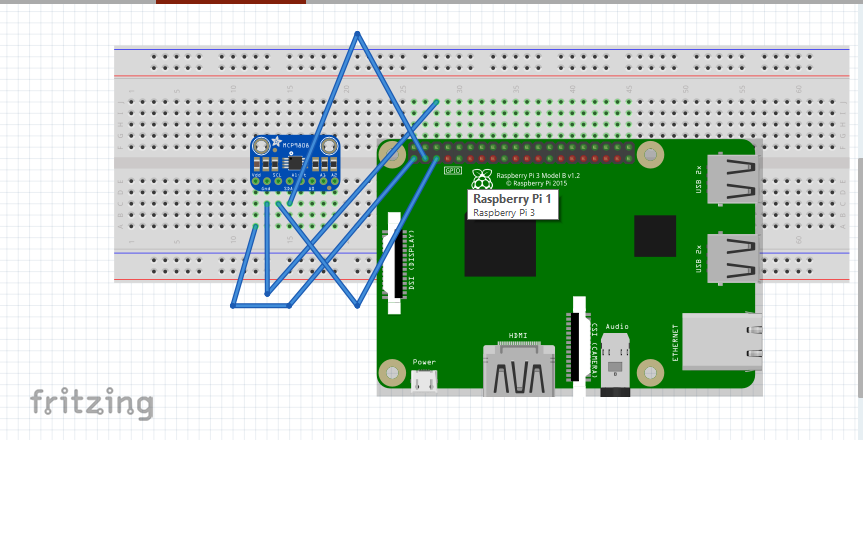 MCP9808
Vdd SCL Alert A1 A2
Gnd SDA A0
GPIO
Raspberry Pi 3 Model B v1.2
© Raspberry Pi 2015
Raspberry Pi 1
Raspberry Pi 3
USB 2x
USB 2x
DSI (DISPLAY)
CSI (CAMERA)
Audio
ETHERNET
HDMI
Power
fritzing